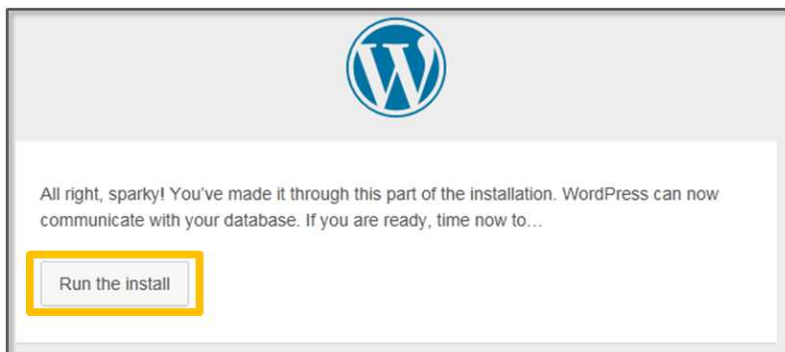 All right, sparky! You've made it through this part of the installation. WordPress can now
communicate with your database. If you are ready, time now to…
Run the install